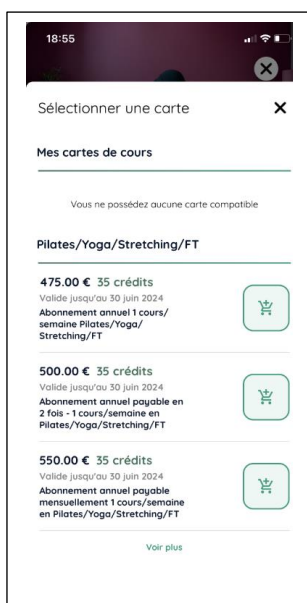 18:55
Sélectionner une carte
Mes cartes de cours
Vous ne possédez aucune carte compatible
Pilates/Yoga/Stretching/FT
475.00 € 35 crédits
Valide jusqu'au 30 juin 2024
Abonnement annuel 1 cours/
semaine Pilates/Yoga/
Stretching/FT
500.00 € 35 crédits
Valide jusqu'au 30 juin 2024
Abonnement annuel payable en
2 fois - 1 cours/semaine en
Pilates/Yoga/Stretching/FT
550.00 € 35 crédits
Valide jusqu'au 30 juin 2024
Abonnement annuel payable
mensuellement 1 cours/semaine
en Pilates/Yoga/Stretching/FT
Voir plus